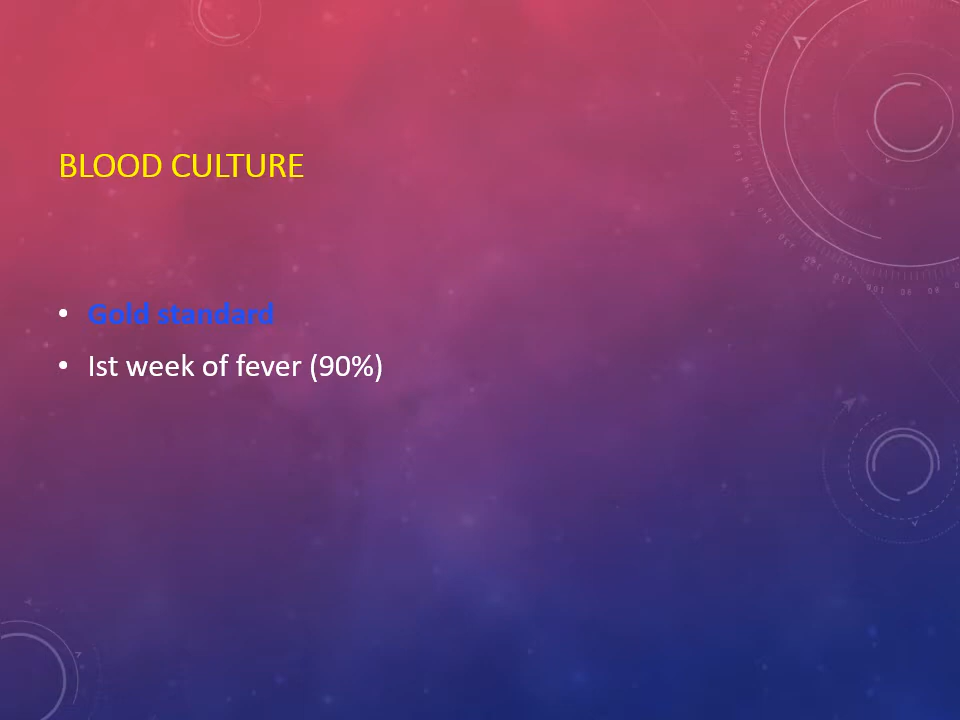 BLOOD CULTURE
• Gold standard
• Ist week of fever (90%)